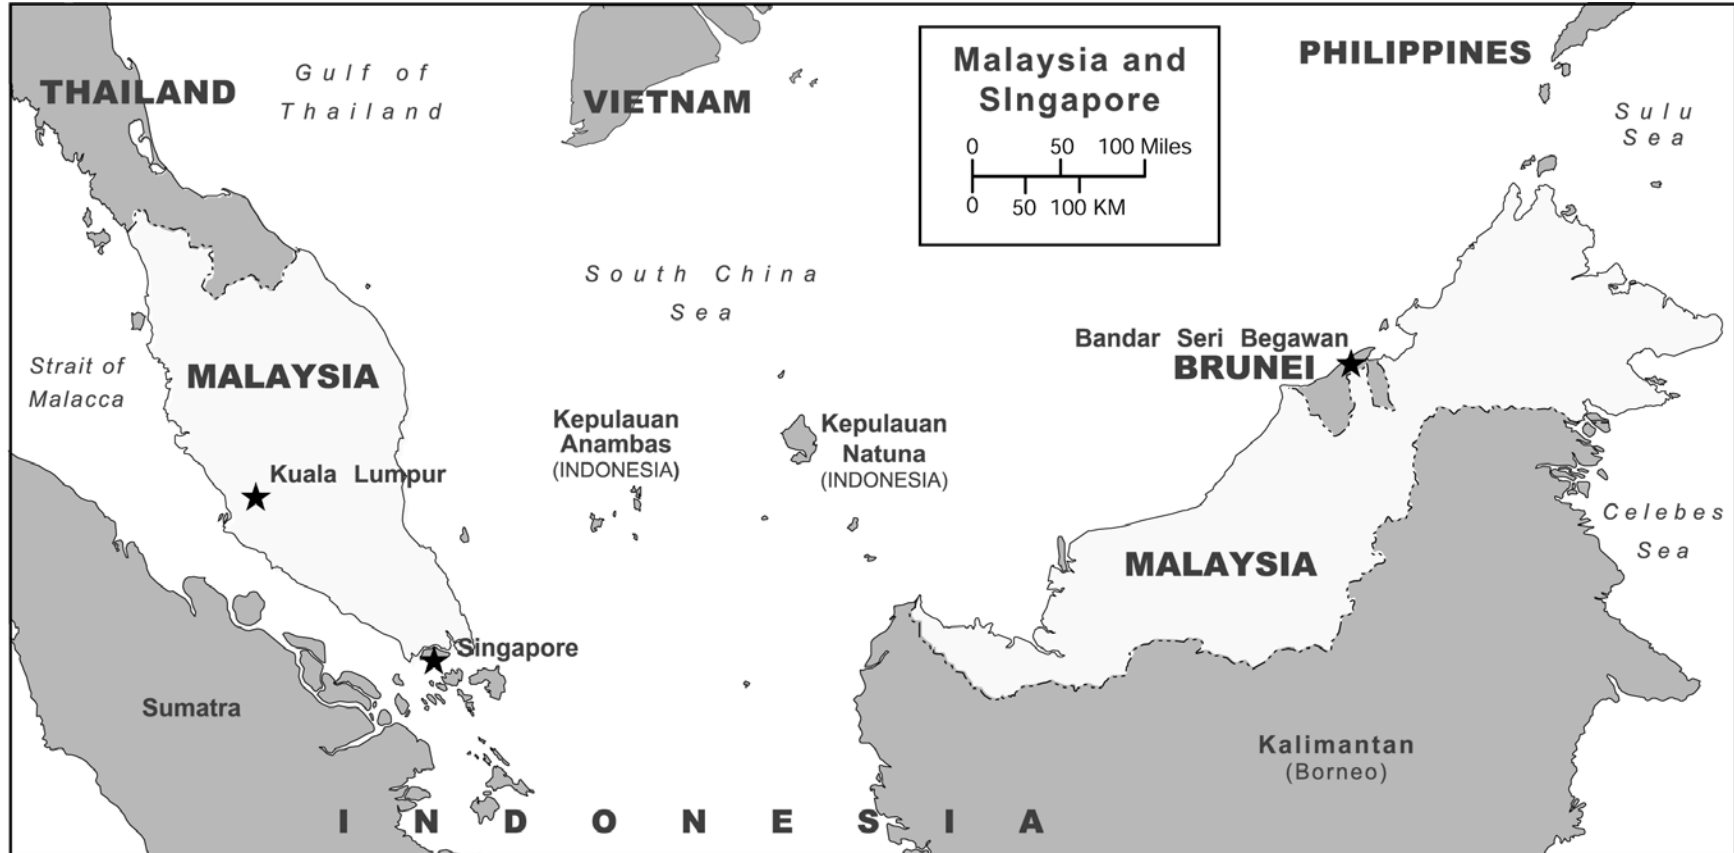 THAILAND
Gulf of
Thailand
VIETNAM
Malaysia and
SIngapore
0 50 100 Miles
0 50 100 KM
PHILIPPINES
Sulu
Sea
South China
Sea
Strait of
Malacca
MALAYSIA
Bandar Seri Begawan
BRUNEI
Kepulauan
Anambas
(INDONESIA)
Kepulauan
Natuna
(INDONESIA)
Kuala Lumpur
Celebes
Sea
MALAYSIA
Singapore
Sumatra
Kalimantan
(Borneo)
INDONESIA